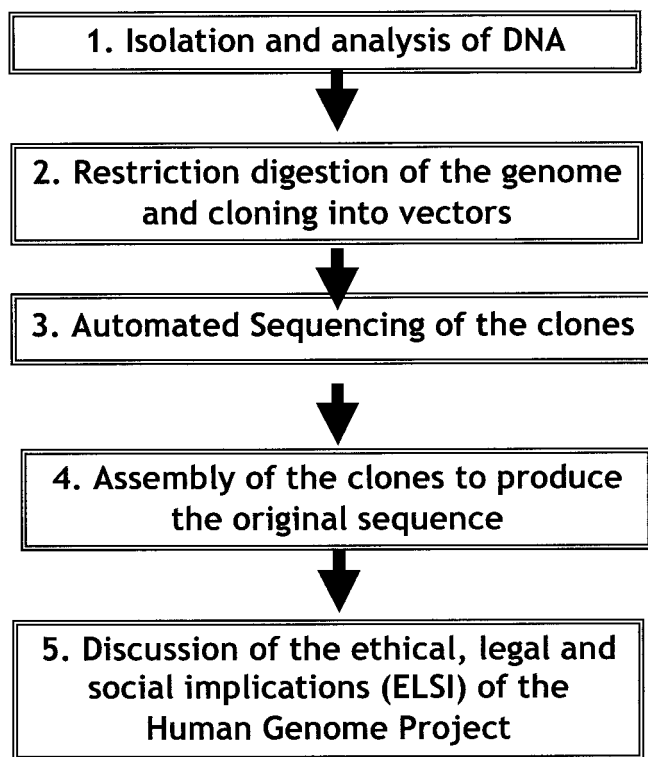 1. Isolation and analysis of DNA
2. Restriction digestion of the genome
and cloning into vectors
3. Automated Sequencing of the clones
4. Assembly of the clones to produce
the original sequence
5. Discussion of the ethical, legal and
social implications (ELSI) of the
Human Genome Project